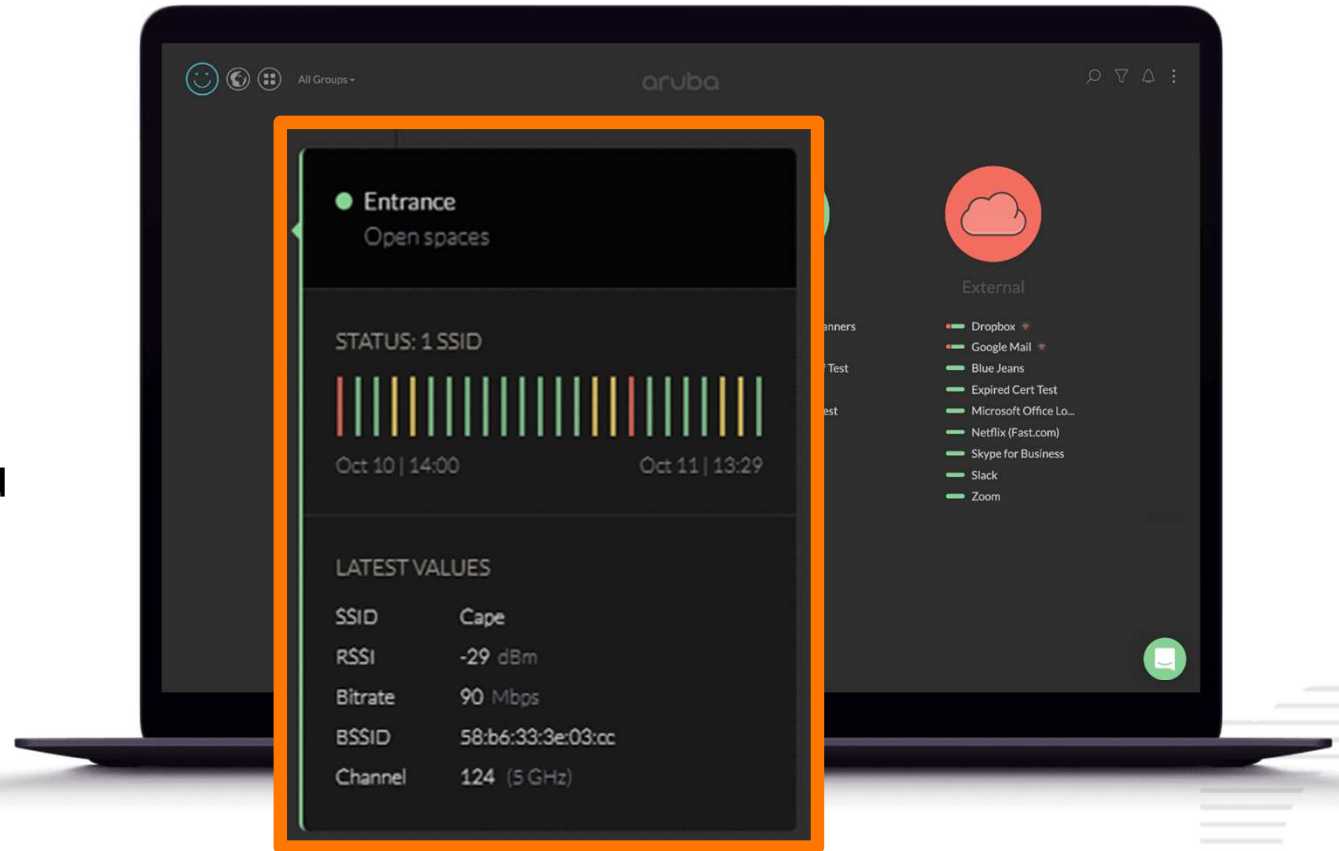 All Groups
aruba
Entrance
Open spaces
STATUS: 1 SSID
Oct 10 | 14:00 Oct 11 | 13:29
LATEST VALUES
SSID Cape
RSSI -29 dBm
Bitrate 90 Mbps
BSSID 58:b6:33:3e:03:cc
Channel 124 (5 GHz)
anners
Test
est
External
Dropbox
Google Mail
Blue Jeans
Expired Cert Test
Microsoft Office Lo...
Netflix (Fast.com)
Skype for Business
Slack
Zoom